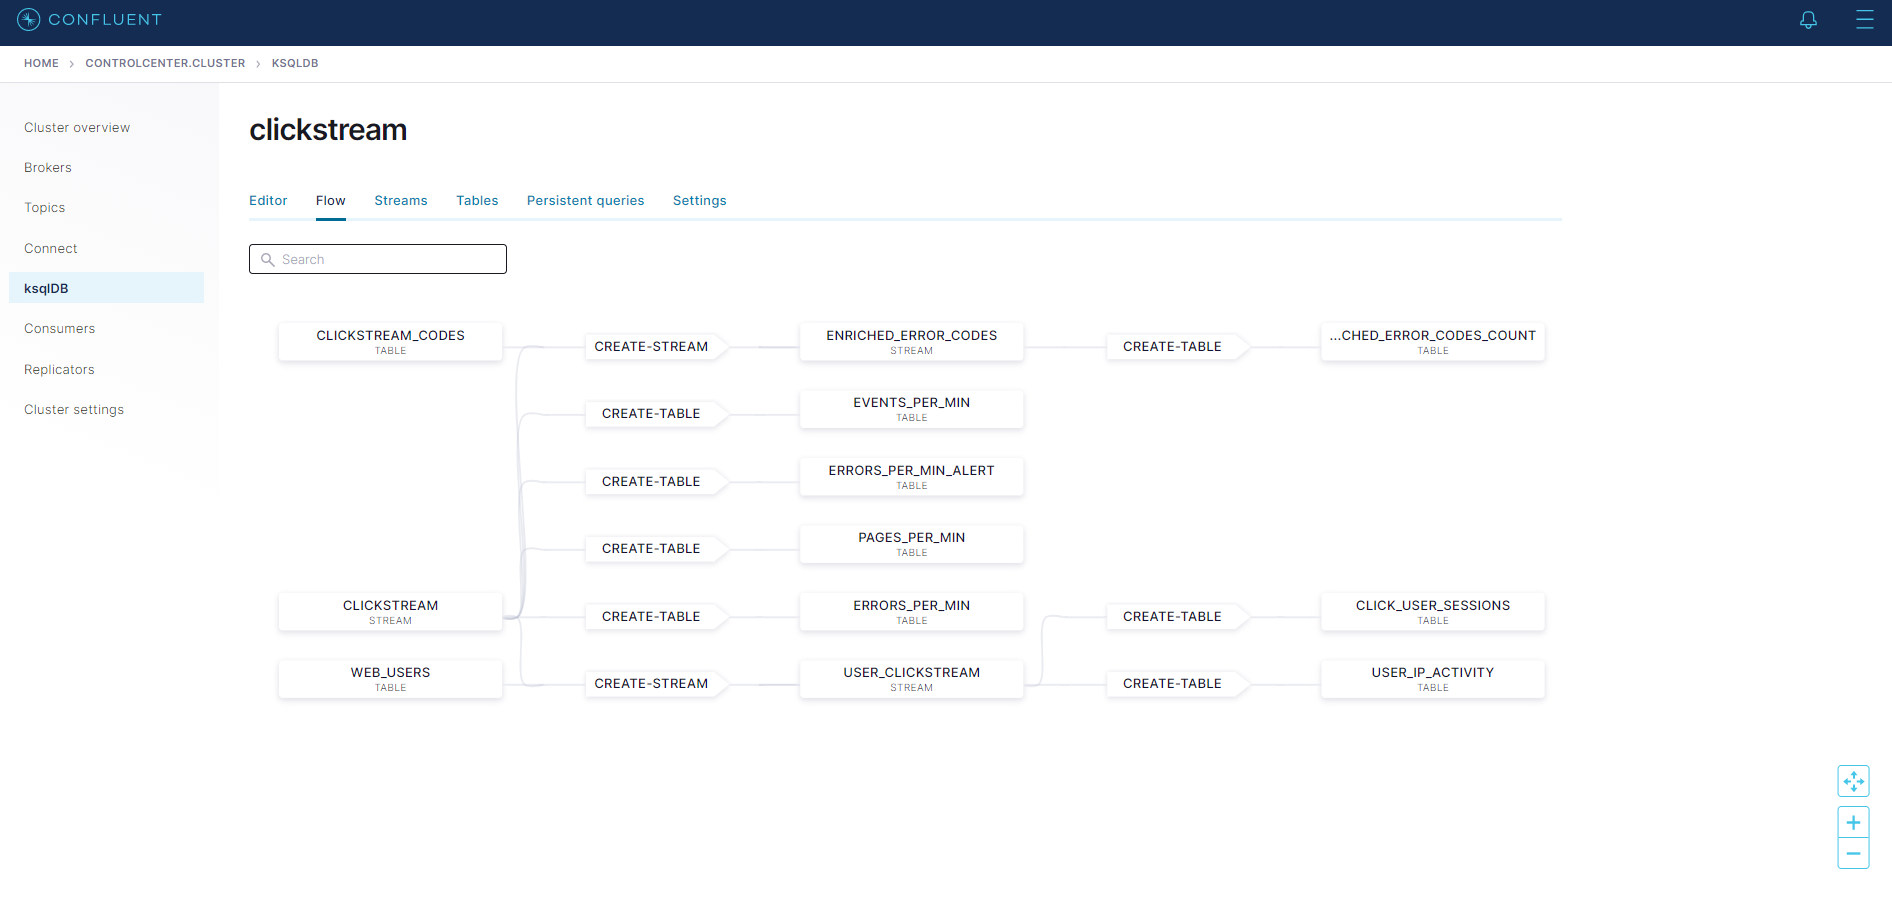 CONFLUENT
HOME > CONTROLCENTER.CLUSTER > KSQLDB
Cluster overview
Brokers
Topics
Connect
ksqlDB
Consumers
Replicators
Cluster settings
clickstream
Editor Flow Streams Tables Persistent queries Settings
Search
CLICKSTREAM_CODES
TABLE
CREATE-STREAM
ENRICHED_ERROR_CODES
STREAM
CREATE-TABLE
...CHED_ERROR_CODES_COUNT
TABLE
CREATE-TABLE
EVENTS_PER_MIN
TABLE
CREATE-TABLE
ERRORS_PER_MIN_ALERT
TABLE
CREATE-TABLE
PAGES_PER_MIN
TABLE
CLICKSTREAM
STREAM
CREATE-TABLE
ERRORS_PER_MIN
TABLE
CREATE-TABLE
CLICK_USER_SESSIONS
TABLE
WEB_USERS
TABLE
CREATE-STREAM
USER_CLICKSTREAM
STREAM
CREATE-TABLE
USER_IP_ACTIVITY
TABLE